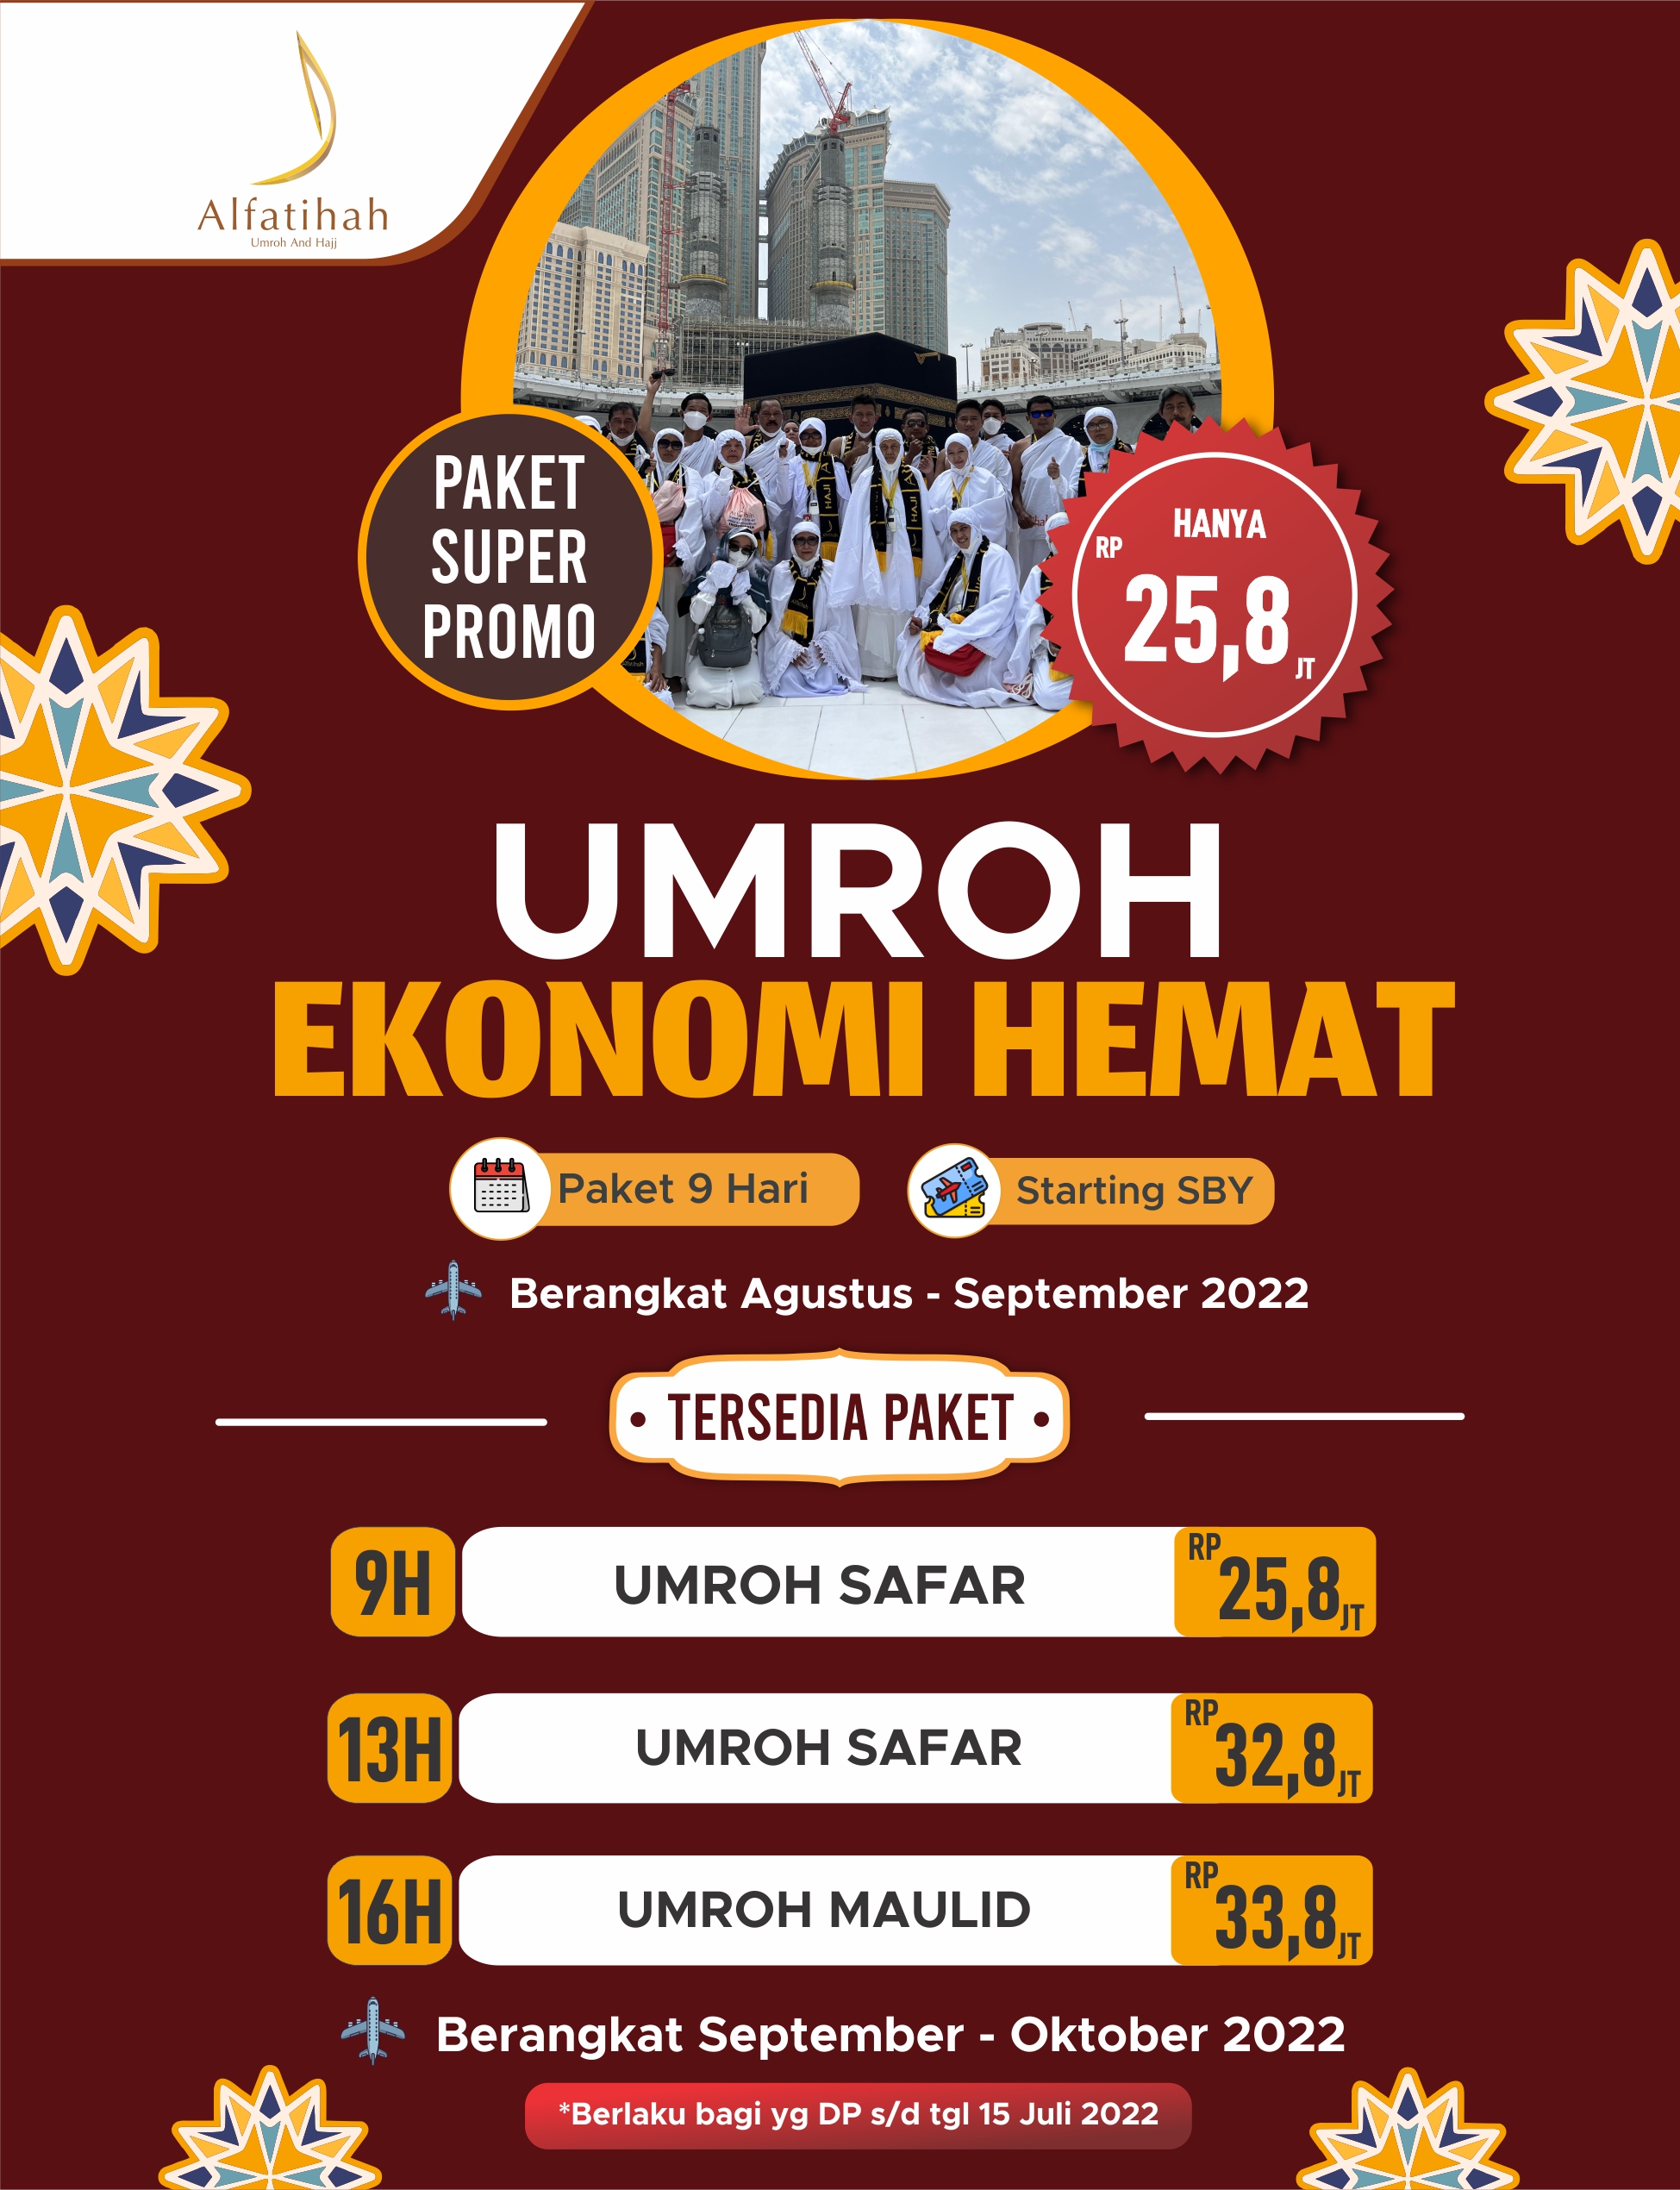 Alfatihah
Umroh And Hajj
PAKET
SUPER
PROMO
HANYA
RP
25,8
JT
UMROH
EKONOMI HEMAT
Paket 9 Hari
Starting SBY
Berangkat Agustus - September 2022
• TERSEDIA PAKET •
9H
UMROH SAFAR
RP 25,8 JT
13H
UMROH SAFAR
RP 32,8 JT
16H
UMROH MAULID
RP 33,8 JT
Berangkat September - Oktober 2022
*Berlaku bagi yg DP s/d tgl 15 Juli 2022